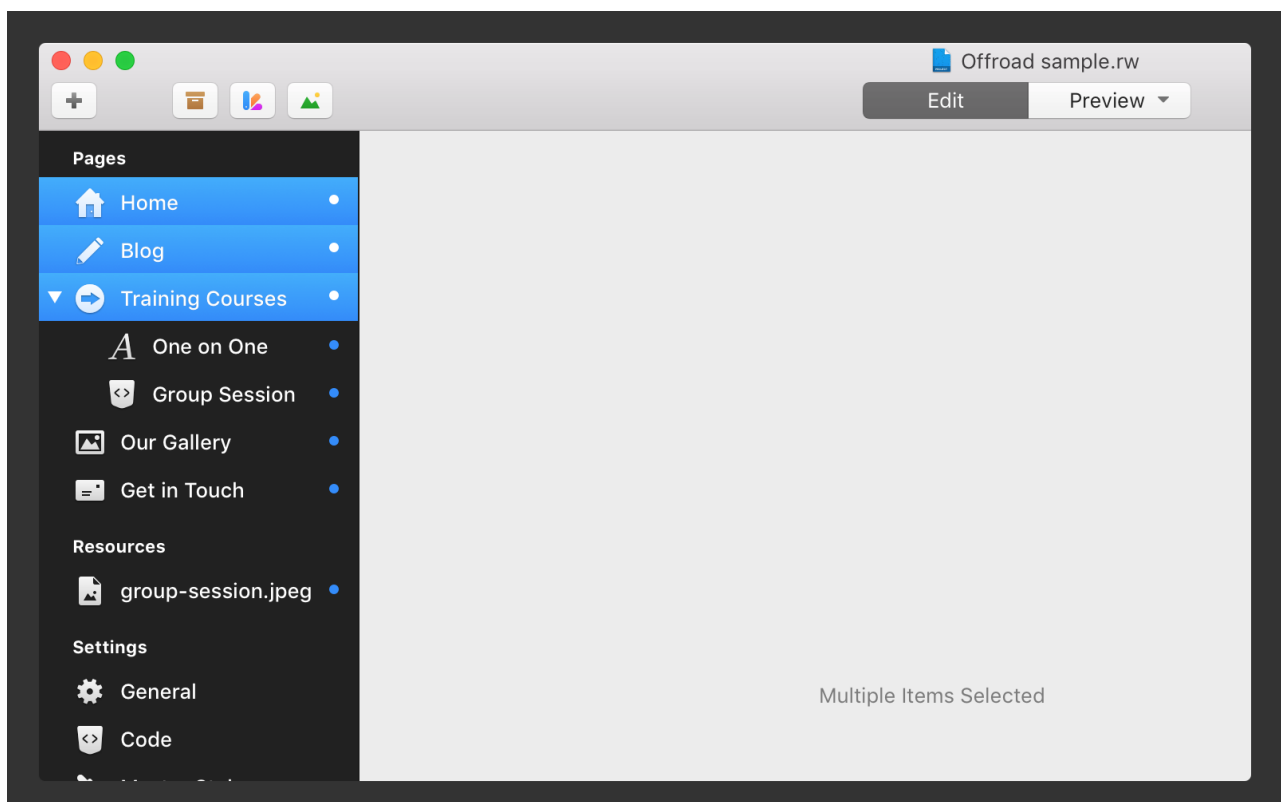 Offroad sample.rw
Edit
Preview
Pages
Home
Blog
Training Courses
One on One
Group Session
Our Gallery
Get in Touch
Resources
group-session.jpeg
Settings
General
Code
Multiple Items Selected